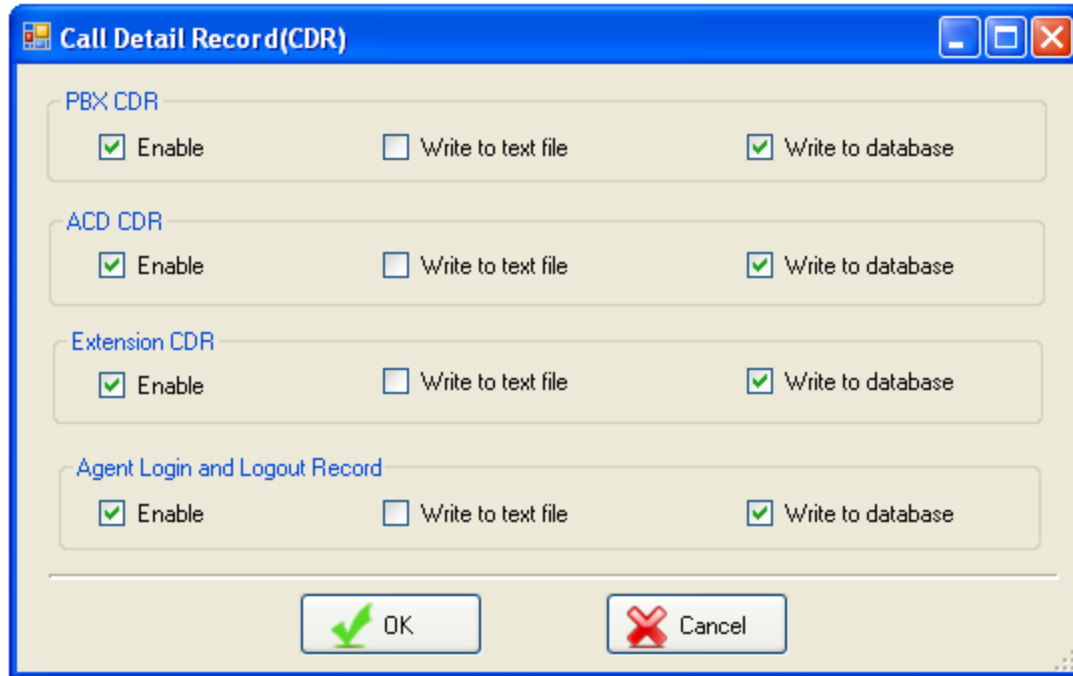 Call Detail Record(CDR)
PBX CDR
Enable Write to text file Write to database
ACD CDR
Enable Write to text file Write to database
Extension CDR
Enable Write to text file Write to database
Agent Login and Logout Record
Enable Write to text file Write to database
OK Cancel